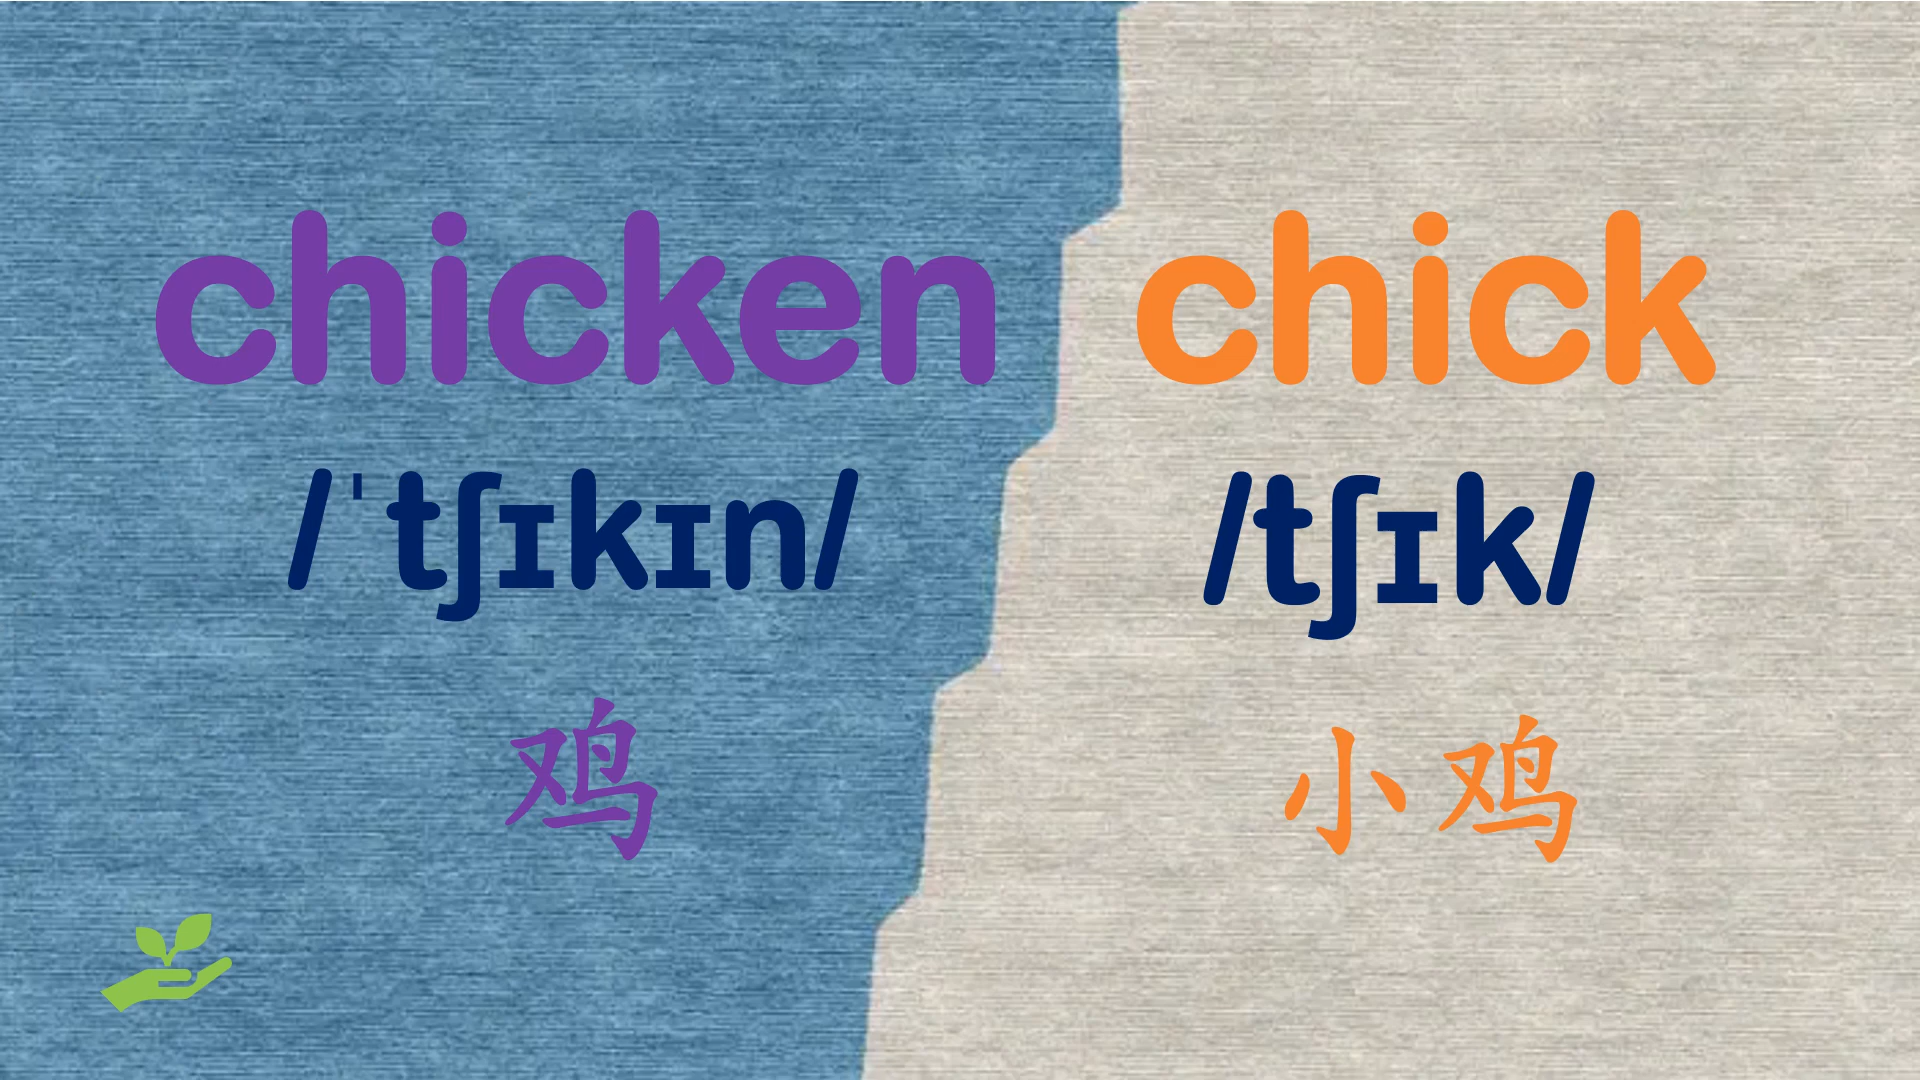 chicken
/ˈtʃɪkɪn/
鸡
chick
/tʃɪk/
小鸡